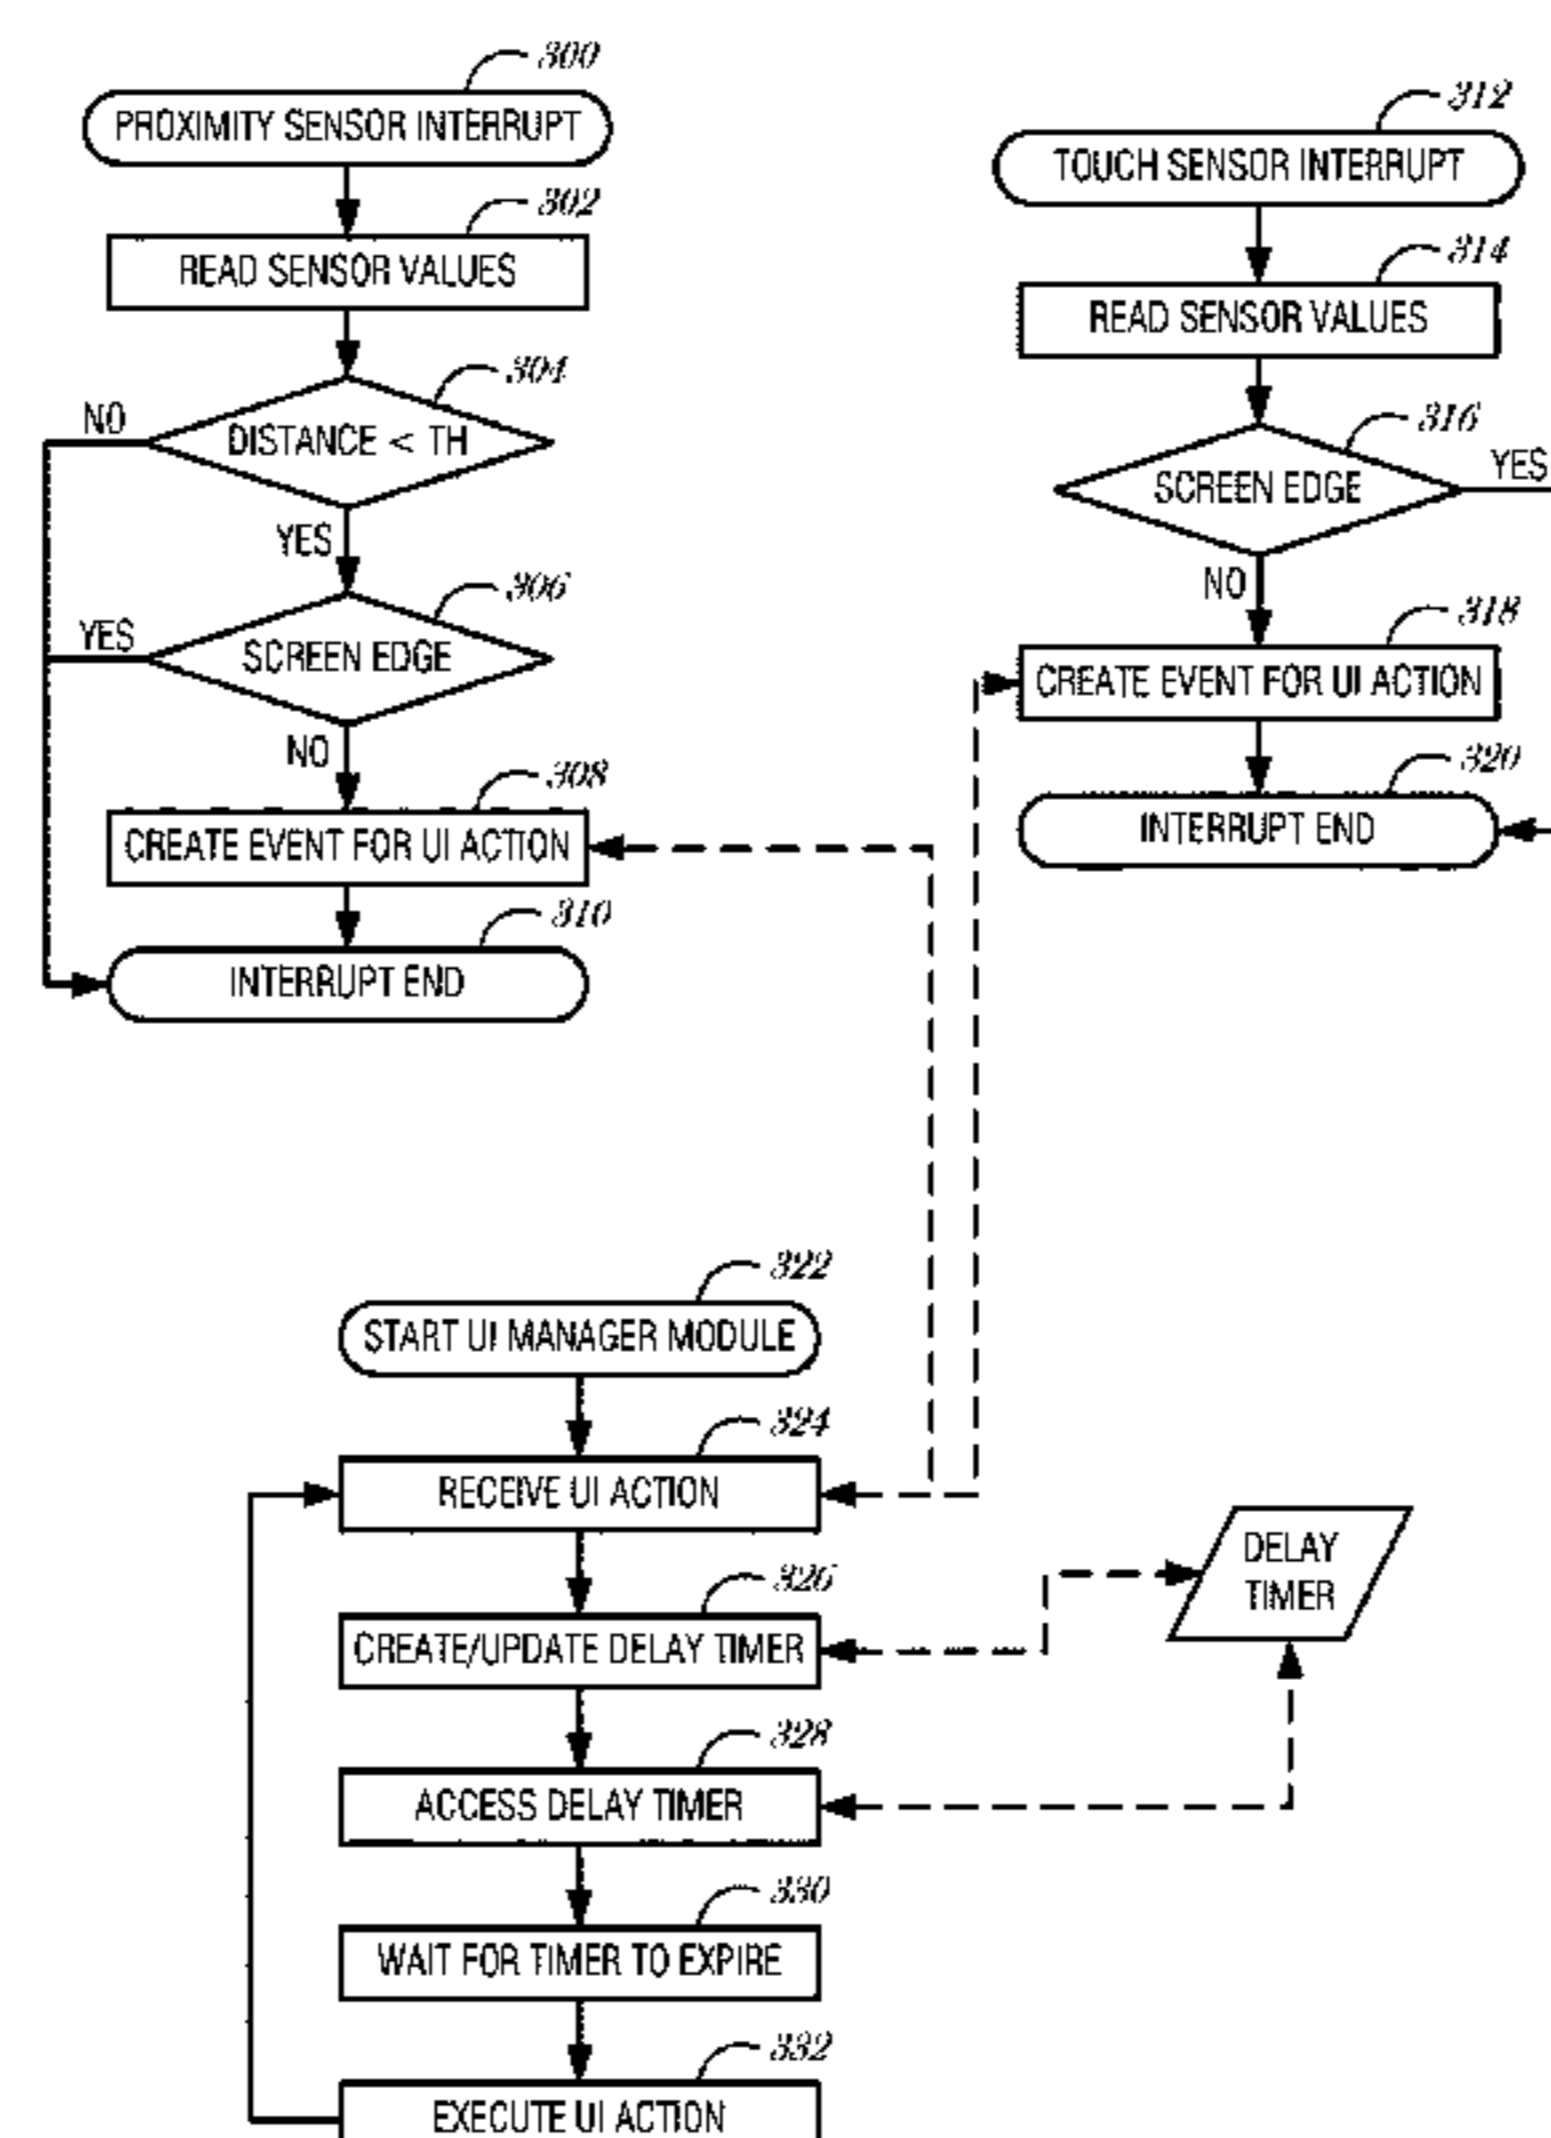 300
PROXIMITY SENSOR INTERRUPT
302
READ SENSOR VALUES
304
NO
DISTANCE < TH
YES
306
YES
SCREEN EDGE
NO
308
CREATE EVENT FOR UI ACTION
310
INTERRUPT END
312
TOUCH SENSOR INTERRUPT
314
READ SENSOR VALUES
316
YES
SCREEN EDGE
NO
318
CREATE EVENT FOR UI ACTION
320
INTERRUPT END
322
START UI MANAGER MODULE
324
RECEIVE UI ACTION
326
CREATE/UPDATE DELAY TIMER
DELAY
TIMER
328
ACCESS DELAY TIMER
330
WAIT FOR TIMER TO EXPIRE
332
EXECUTE UI ACTION